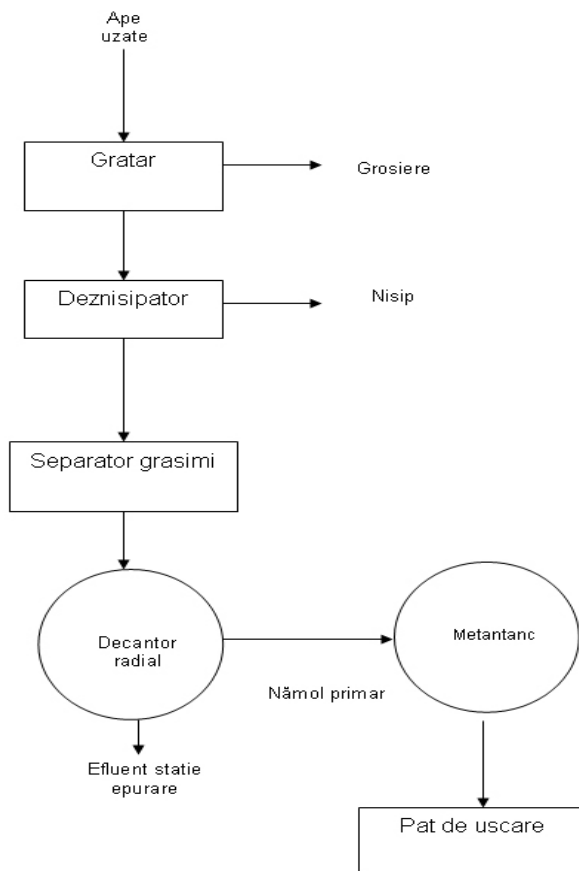 Ape
uzate
Gratar
Grosiere
Deznisipator
Nisip
Separator grasimi
Decantor
radial
Metantanc
Nămol primar
Efluent statie
epurare
Pat de uscare